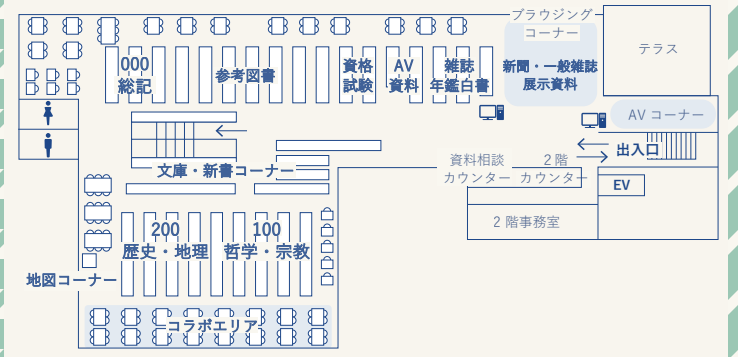 ブラウジング
コーナー
テラス
000
総記
参考図書
資格
試験
AV
資料
雑誌
年鑑白書
新聞・一般雑誌
展示資料
AV コーナー
出入口
文庫・新書コーナー
資料相談
カウンター
2 階
カウンター
EV
2 階事務室
200
歴史・地理
100
哲学・宗教
地図コーナー
コラボエリア